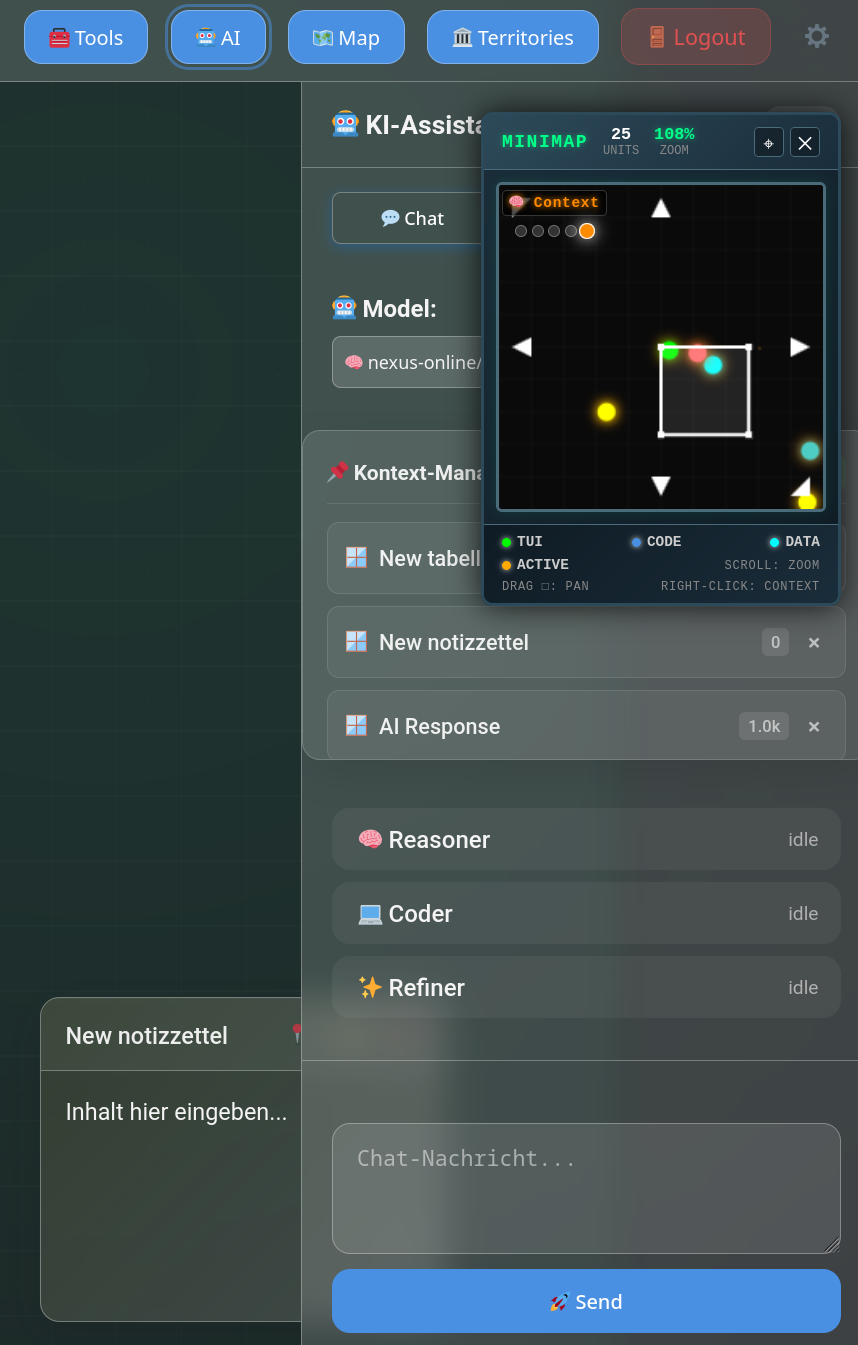 Tools
AI
Map
Territories
Logout
KI-Assista
MINIMAP
25
UNITS
108%
ZOOM
Context
TUI
CODE
DATA
ACTIVE
SCROLL: ZOOM
DRAG □: PAN
RIGHT-CLICK: CONTEXT
Chat
Model:
nexus-online/
Kontext-Mana
New tabell
New notizzettel
0
×
AI Response
1.0k
×
Reasoner
idle
Coder
idle
Refiner
idle
New notizzettel
Inhalt hier eingeben...
Chat-Nachricht...
Send